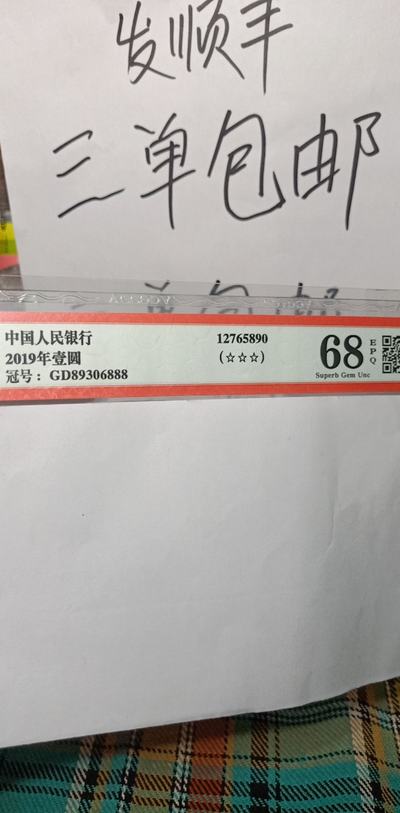 发顺丰
三单包邮
中国人民银行
2019年壹圆
冠号：GD89306888
12765890
(☆☆☆)
68
EPQ
Superb Gem Unc